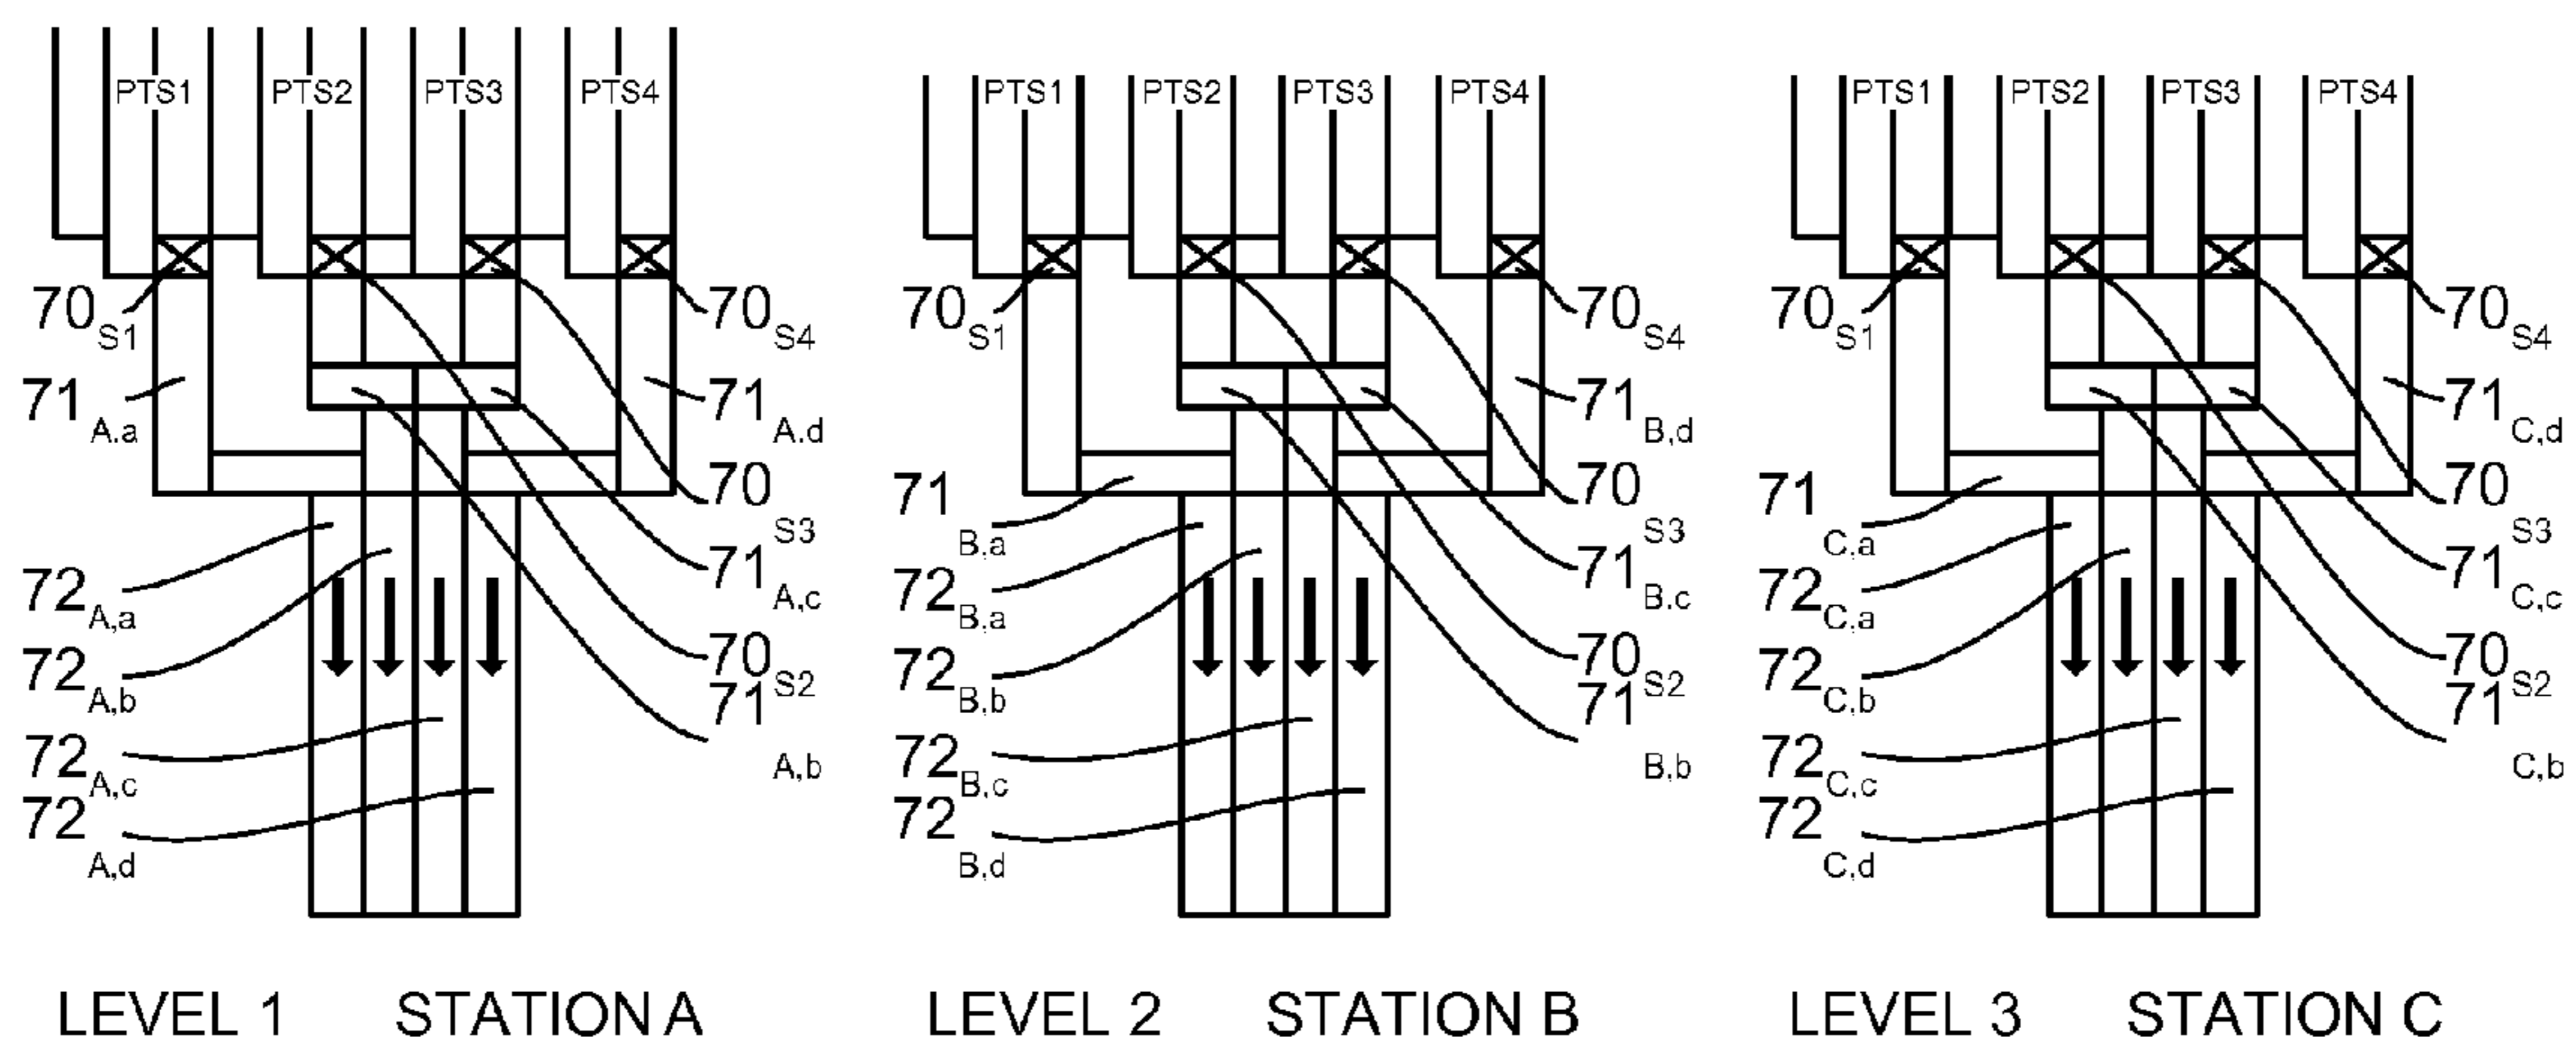 PTS1 PTS2 PTS3 PTS4 PTS1 PTS2 PTS3 PTS4 PTS1 PTS2 PTS3 PTS4
70S1 70S4 70S1 70S4 70S1 70S4
71A.a 71A.d 71B,d 71C,d
70S3 71B,a 70S3 71C,a 70S3
72A,a 71A,c 72B,a 71B.c 72C,a 71C,c
72A,b 70S2 72B,b 70S2 72C,b 70S2
71A,b 71B,b 71C,b
72A,c 72B,c 72C,c
72A,d 72B,d 72C,d
LEVEL 1 STATION A LEVEL 2 STATION B LEVEL 3 STATION C